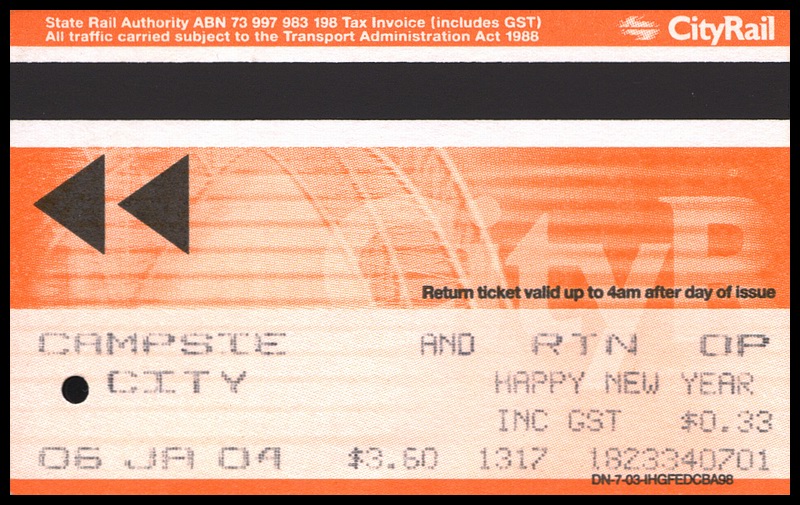 State Rail Authority ABN 73 997 983 198 Tax Invoice (includes GST)
All traffic carried subject to the Transport Administration Act 1988
CityRail
CityR
Return ticket valid up to 4am after day of issue
CAMPSIE AND RTN OP
CITY HAPPY NEW YEAR
INC GST $0.33
06 JA 04 $3.60 1317 1823340701
DN-7-03-IHGFEDCBA98